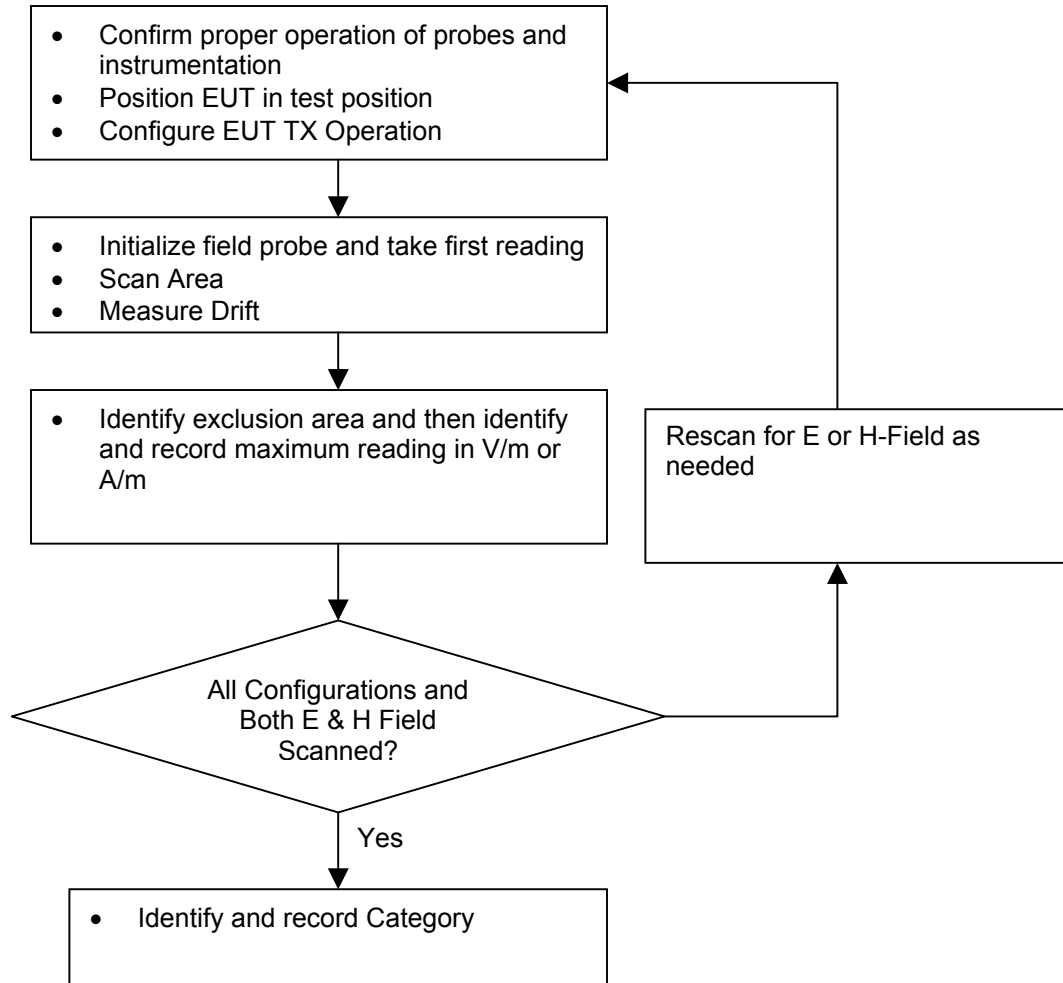 • Confirm proper operation of probes and
instrumentation
• Position EUT in test position
• Configure EUT TX Operation
• Initialize field probe and take first reading
• Scan Area
• Measure Drift
• Identify exclusion area and then identify
and record maximum reading in V/m or
A/m
Rescan for E or H-Field as
needed
All Configurations and
Both E & H Field
Scanned?
Yes
• Identify and record Category